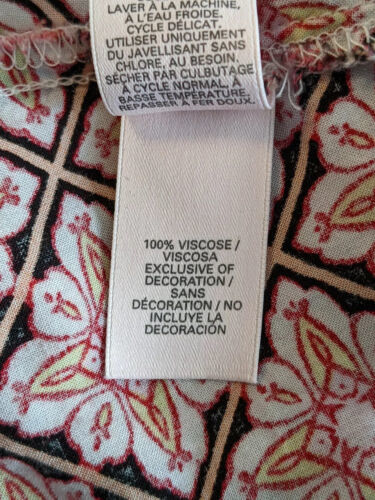 LAVER À LA MACHINE,
À L'EAU FROIDE.
CYCLE DÉLICAT.
UTILISER UNIQUEMENT
DU JAVELLISANT SANS
CHLORE, AU BESOIN.
SÉCHER PAR CULBUTAGE
À CYCLE NORMAL, À
BASSE TEMPÉRATURE.
REPASSER À FER DOUX.
100% VISCOSE /
VISCOSA
EXCLUSIVE OF
DECORATION /
SANS
DÉCORATION / NO
INCLUYE LA
DECORACIÓN